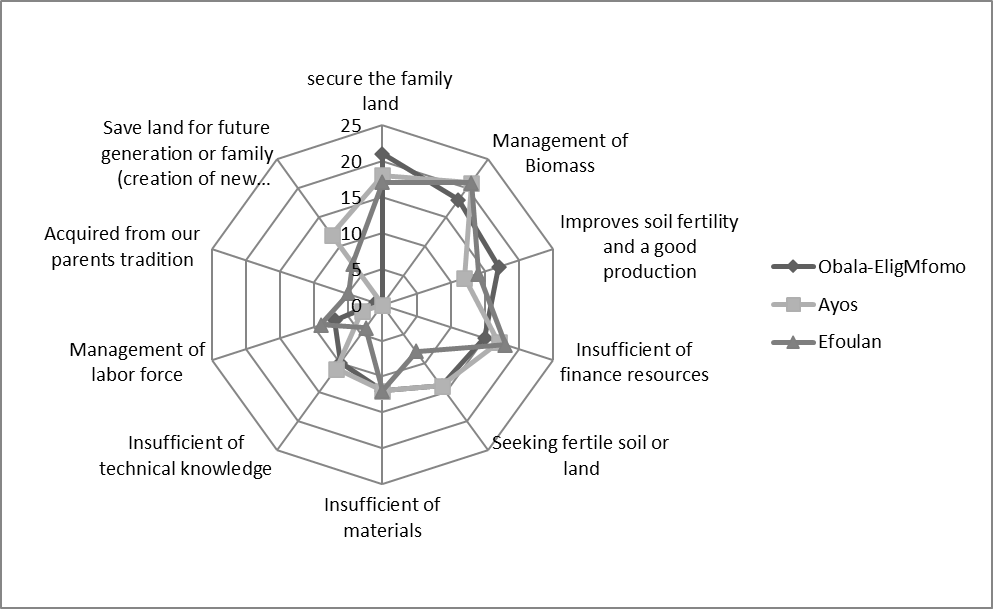 secure the family
land
Management of
Biomass
Improves soil fertility
and a good
production
Insufficient of
finance resources
Seeking fertile soil or
land
Insufficient of
materials
Insufficient of
technical knowledge
Management of
labor force
Acquired from our
parents tradition
Save land for future
generation or family
(creation of new...
25
20
15
10
5
0
Obala-EligMfomo
Ayos
Efoulan